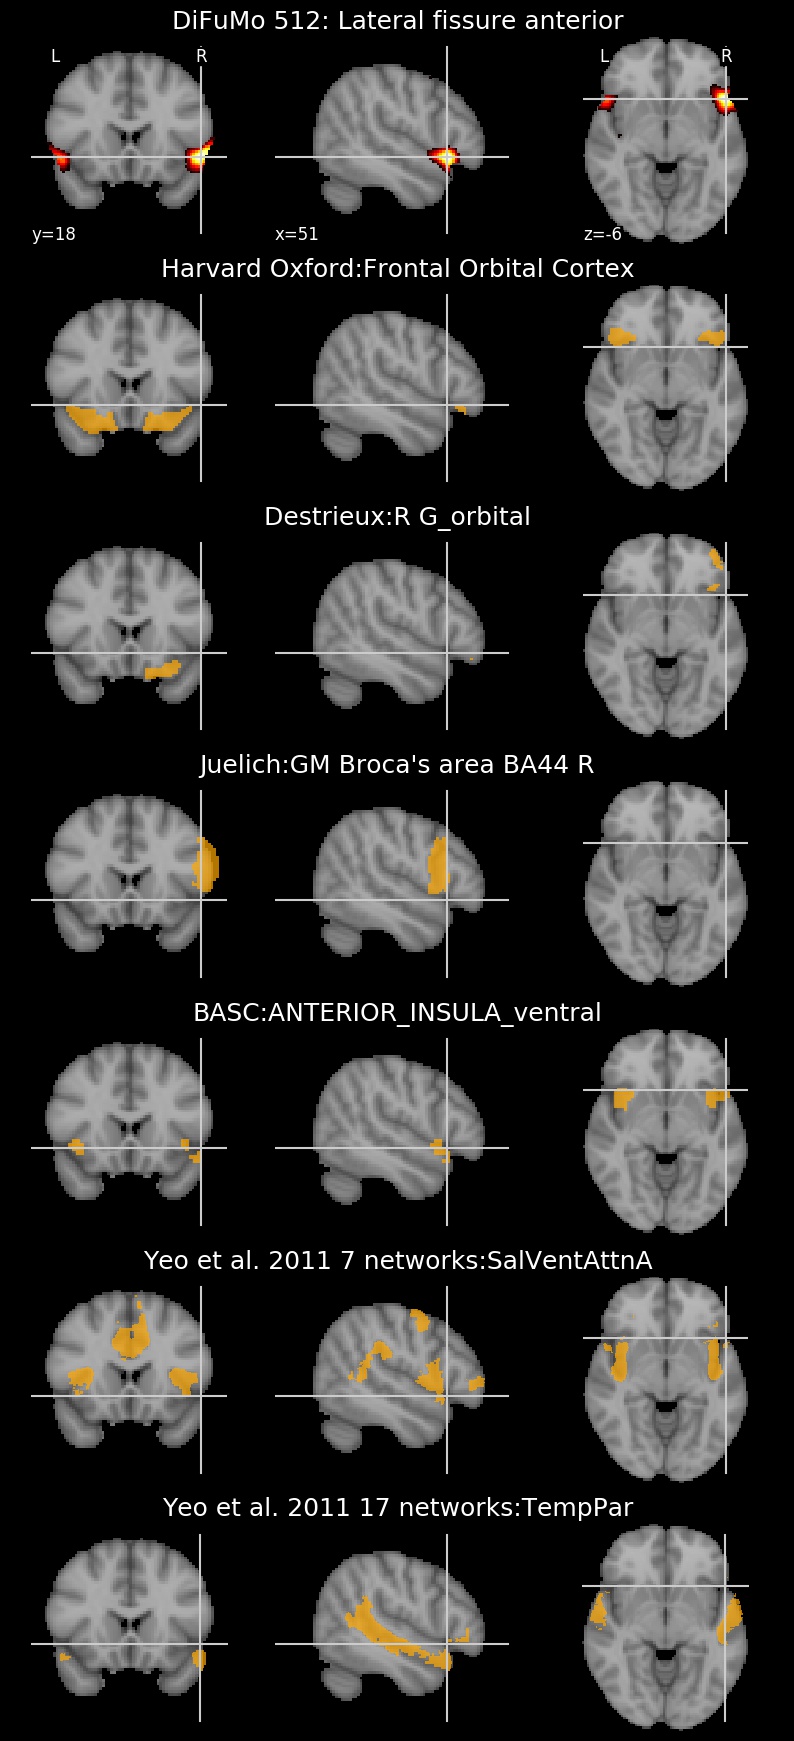 DiFuMo 512: Lateral fissure anterior
L R L R
y=18 x=51 z=-6
Harvard Oxford:Frontal Orbital Cortex
Destrieux:R G_orbital
Juelich:GM Broca's area BA44 R
BASC:ANTERIOR_INSULA_ventral
Yeo et al. 2011 7 networks:SalVentAttnA
Yeo et al. 2011 17 networks:TempPar